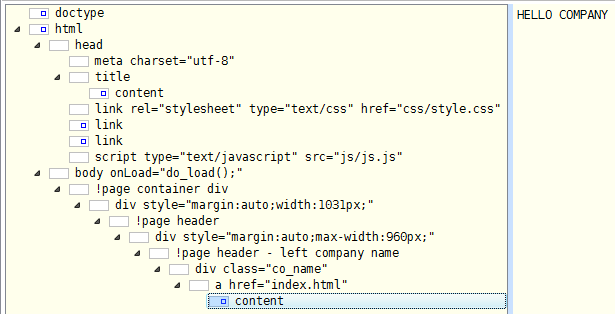 doctype
HELLO COMPANY
html
head
meta charset="utf-8"
title
content
link rel="stylesheet" type="text/css" href="css/style.css"
link
link
script type="text/javascript" src="js/js.js"
body onLoad="do_load();"
!page container div
div style="margin:auto;width:1031px;"
!page header
div style="margin:auto;max-width:960px;"
!page header - left company name
div class="co_name"
a href="index.html"
content